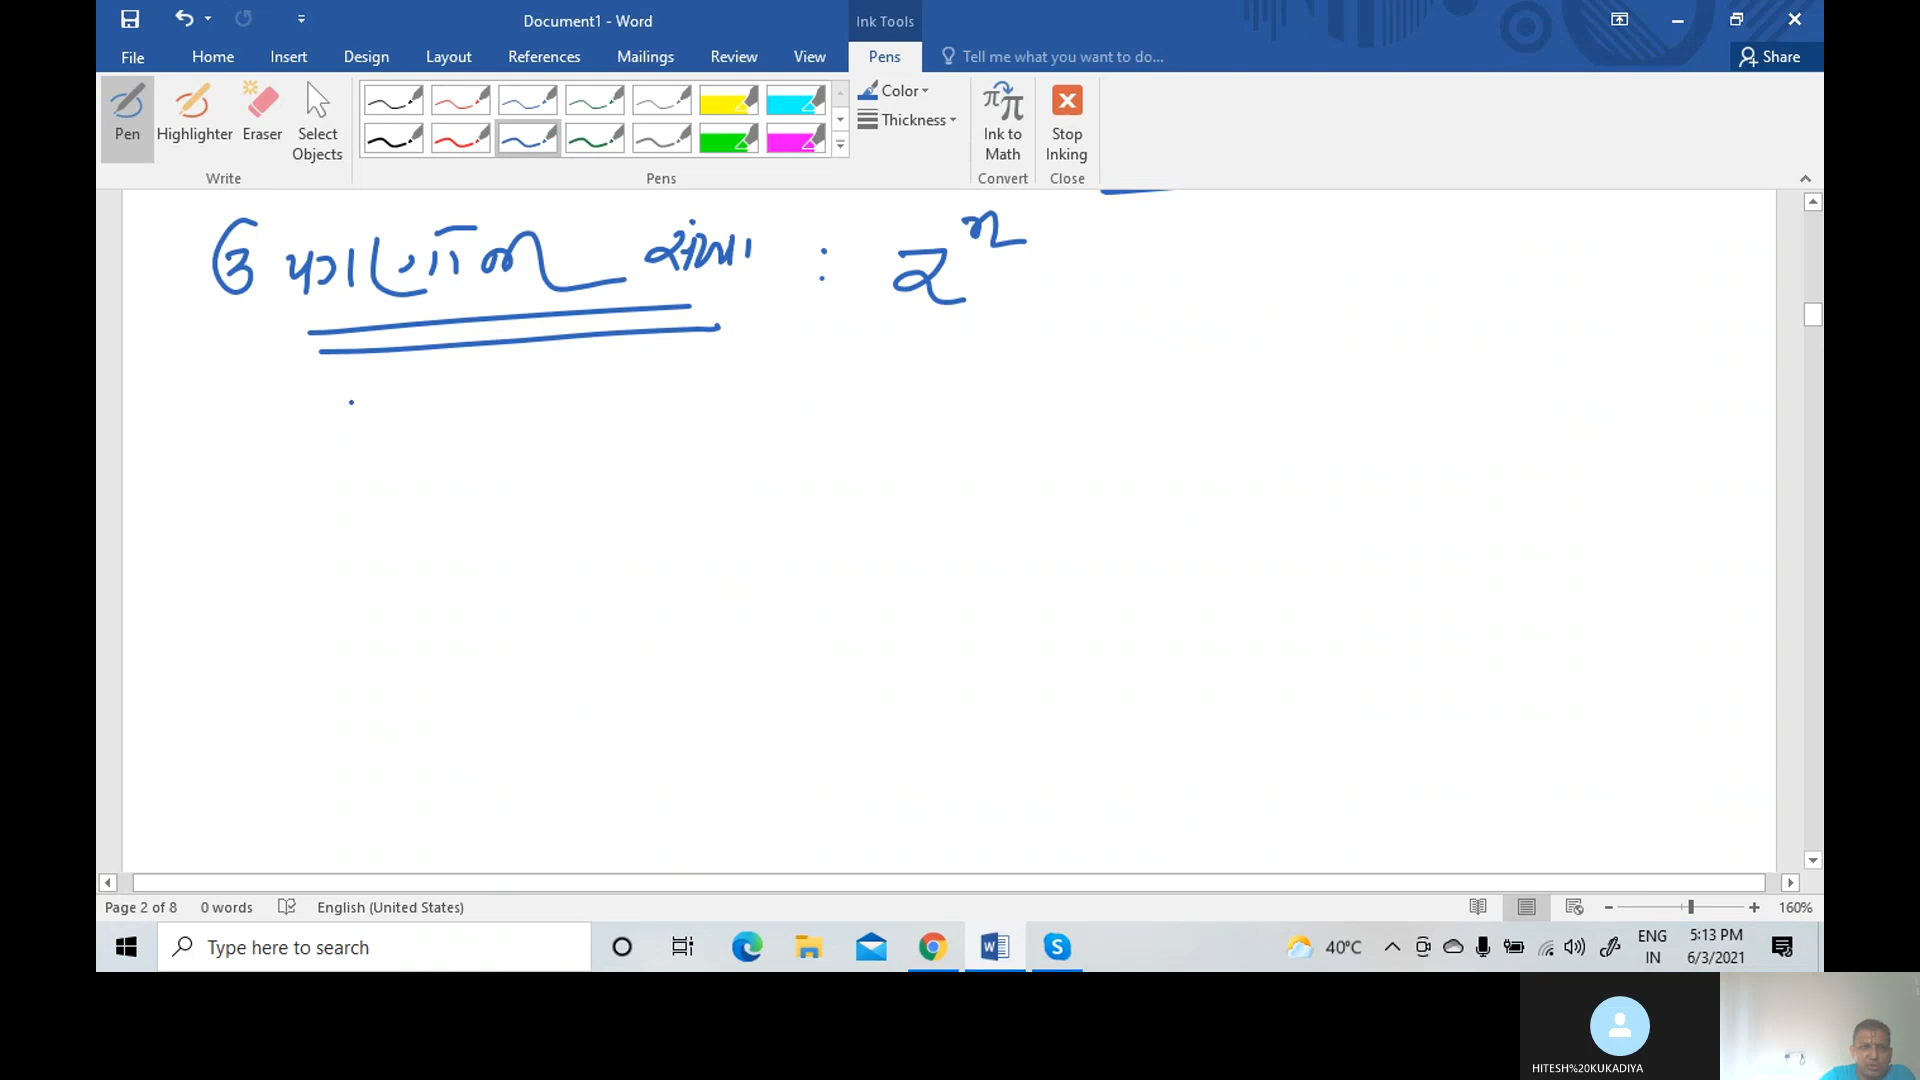 Document1 - Word
Ink Tools
File Home Insert Design Layout References Mailings Review View Pens Tell me what you want to do... Share
Pen Highlighter Eraser Select Objects
Color
Thickness
Ink to Math
Stop Inking
Write Pens Convert Close
સંખ્યા : 2^n
Page 2 of 8 0 words English (United States) 160%
Type here to search 40°C ENG IN 5:13 PM 6/3/2021
HITESH%20KUKADIYA